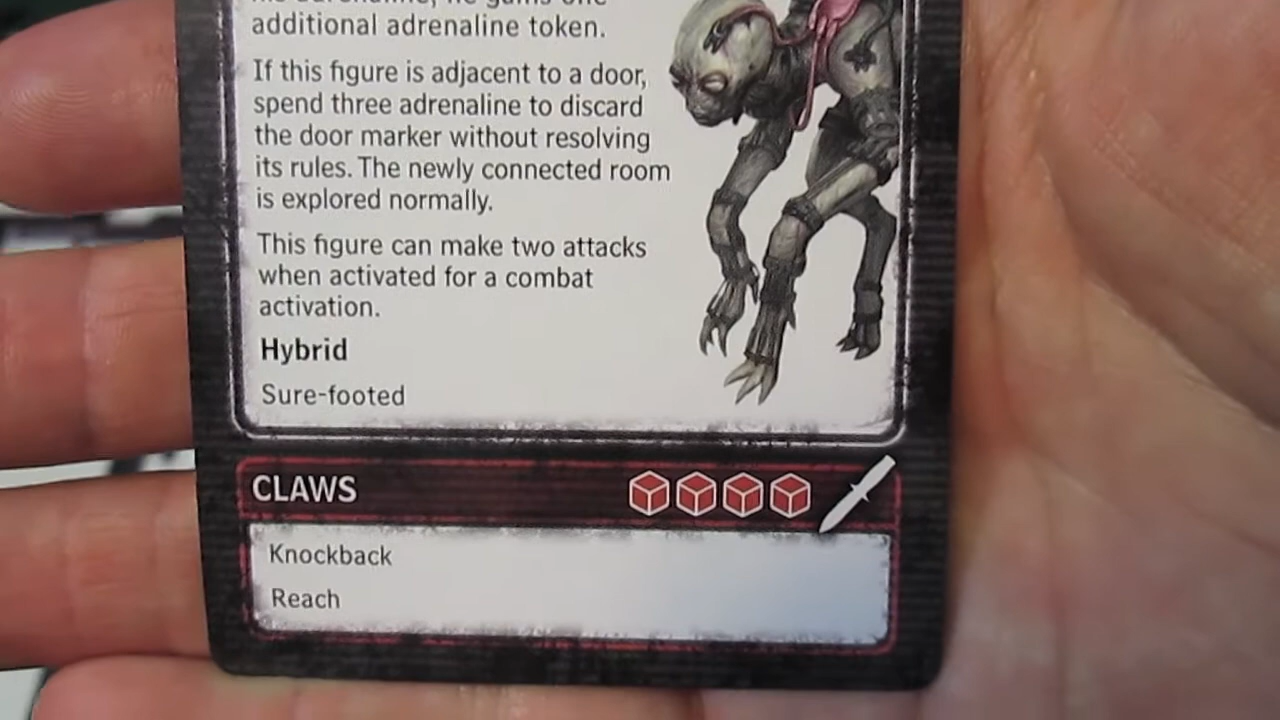 additional adrenaline token.
If this figure is adjacent to a door,
spend three adrenaline to discard
the door marker without resolving
its rules. The newly connected room
is explored normally.
This figure can make two attacks
when activated for a combat
activation.
Hybrid
Sure-footed
CLAWS
Knockback
Reach